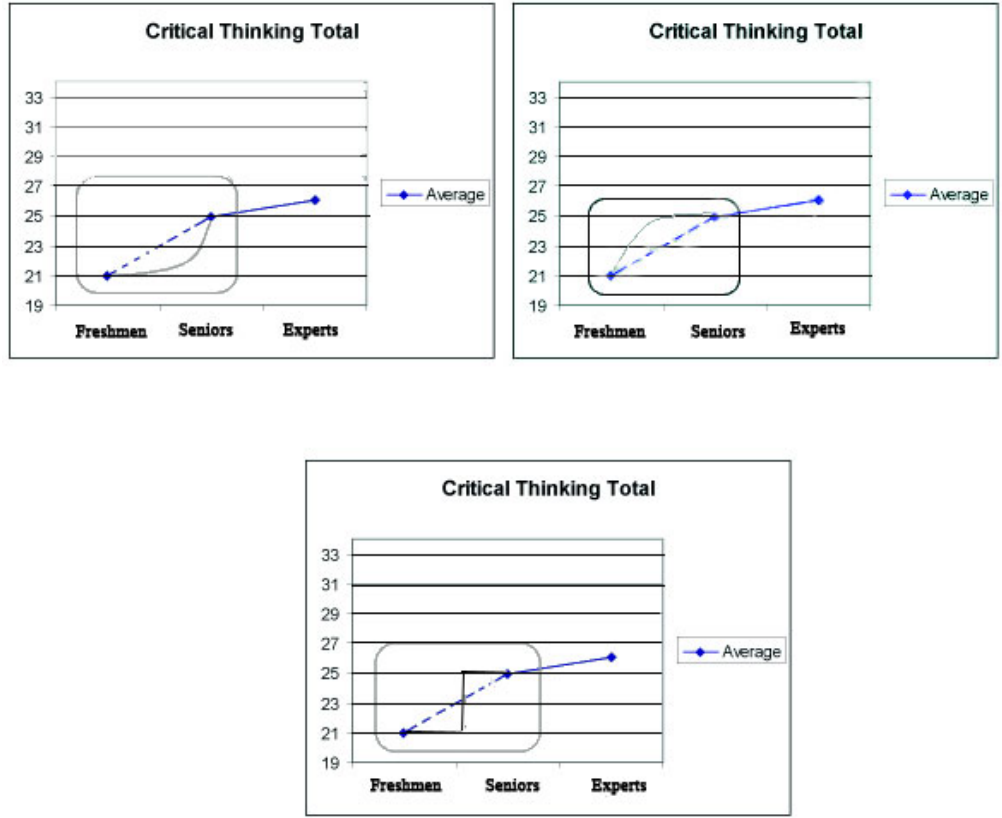 Critical Thinking Total
33
31
29
27
25
23
21
19
Average
Freshmen Seniors Experts
Critical Thinking Total
33
31
29
27
25
23
21
19
Average
Freshmen Seniors Experts
Critical Thinking Total
33
31
29
27
25
23
21
19
Average
Freshmen Seniors Experts